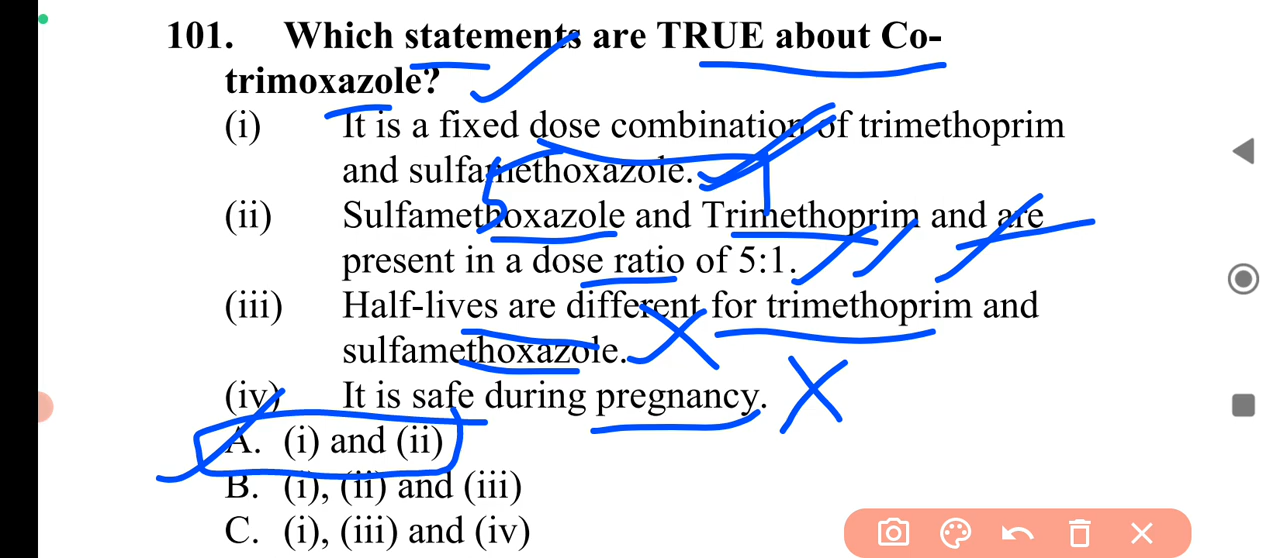 101. Which statements are TRUE about Co-
trimoxazole?
(i) It is a fixed dose combination of trimethoprim
and sulfamethoxazole.
(ii) Sulfamethoxazole and Trimethoprim and are
present in a dose ratio of 5:1.
(iii) Half-lives are different for trimethoprim and
sulfamethoxazole.
(iv) It is safe during pregnancy.
A. (i) and (ii)
B. (i), (ii) and (iii)
C. (i), (iii) and (iv)